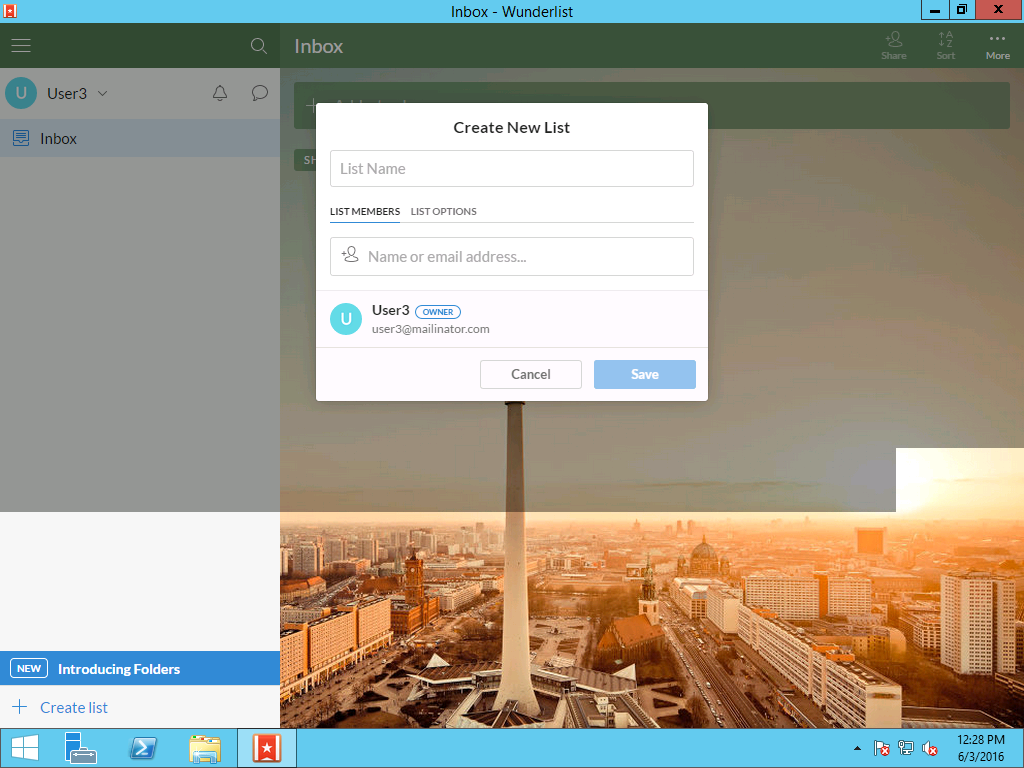 Inbox - Wunderlist
Inbox
Share
Sort
More
U
User3
Inbox
Create New List
List Name
LIST MEMBERS
LIST OPTIONS
Name or email address...
U
User3
OWNER
user3@mailinator.com
Cancel
Save
NEW
Introducing Folders
Create list
12:28 PM
6/3/2016